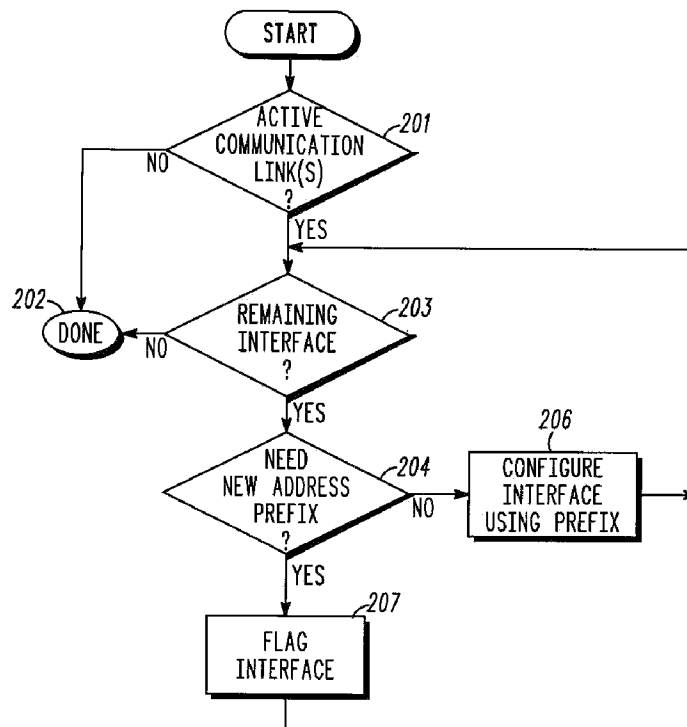 START
ACTIVE
COMMUNICATION
LINK(S)
?
201
NO
YES
202
DONE
REMAINING
INTERFACE
?
203
NO
YES
NEED
NEW ADDRESS
PREFIX
?
204
NO
YES
206
CONFIGURE
INTERFACE
USING PREFIX
207
FLAG
INTERFACE